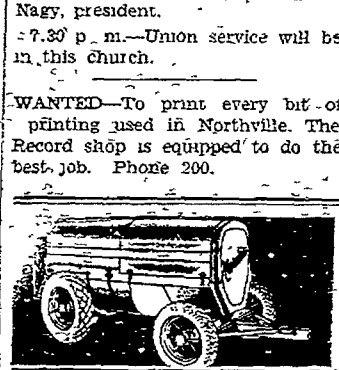 Nagy, president.
7.30 p. m.—Union service will be
in this church.
WANTED—To print every bit of
printing used in Northville. The
Record shop is equipped to do the
best job. Phone 200.